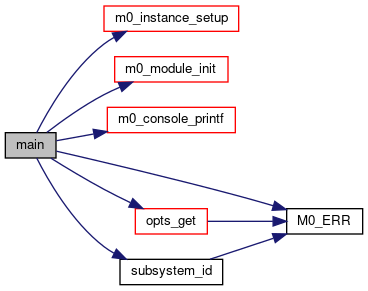 m0_instance_setup
m0_module_init
m0_console_printf
main
opts_get
M0_ERR
subsystem_id